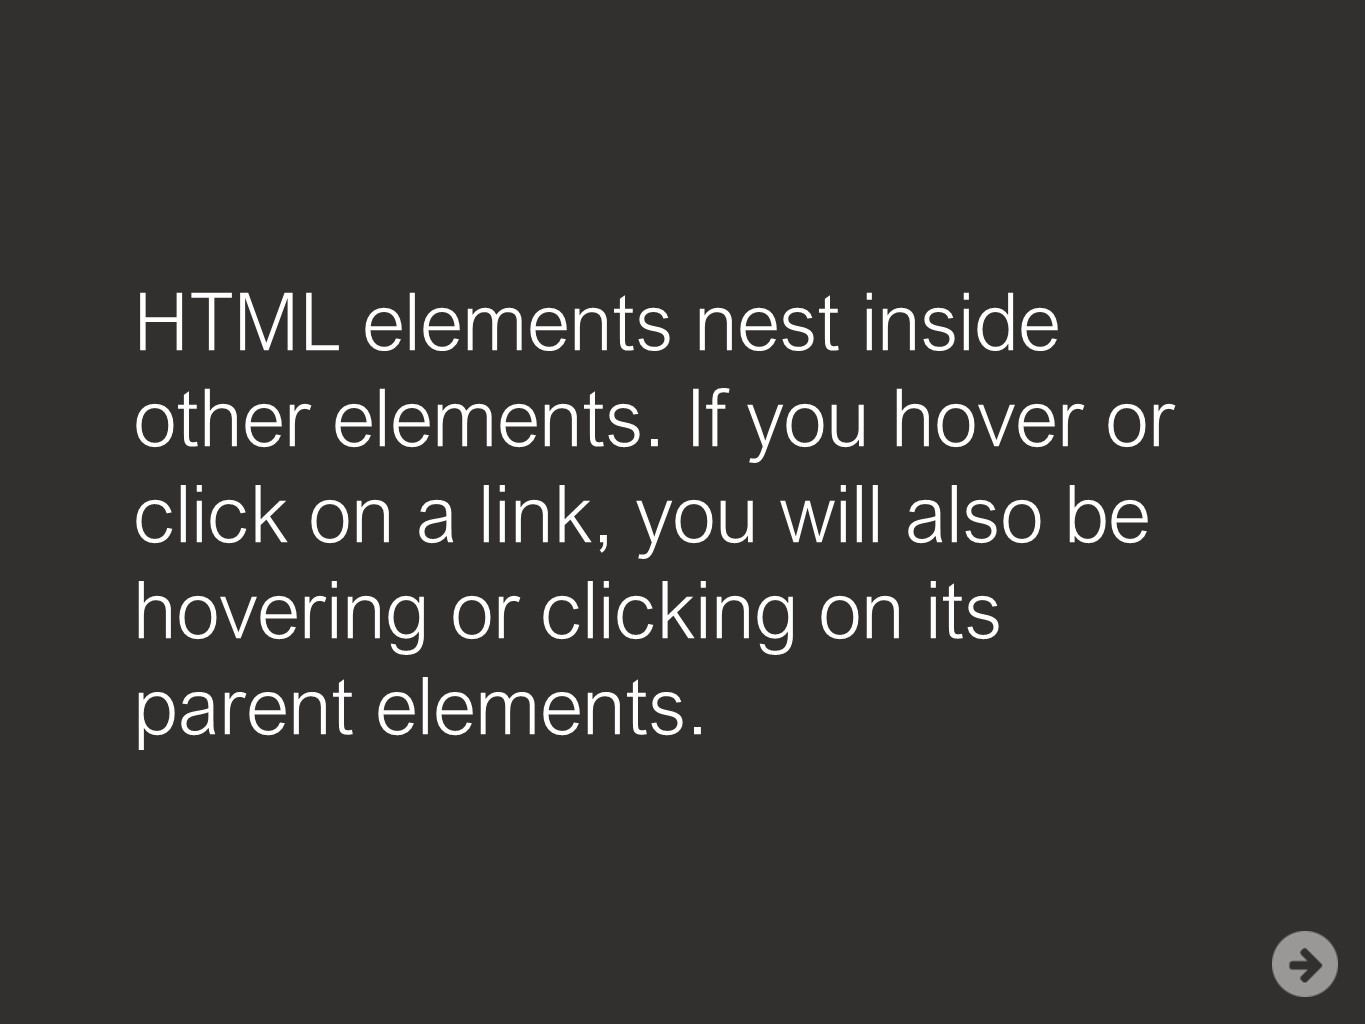 HTML elements nest inside
other elements. If you hover or
click on a link, you will also be
hovering or clicking on its
parent elements.